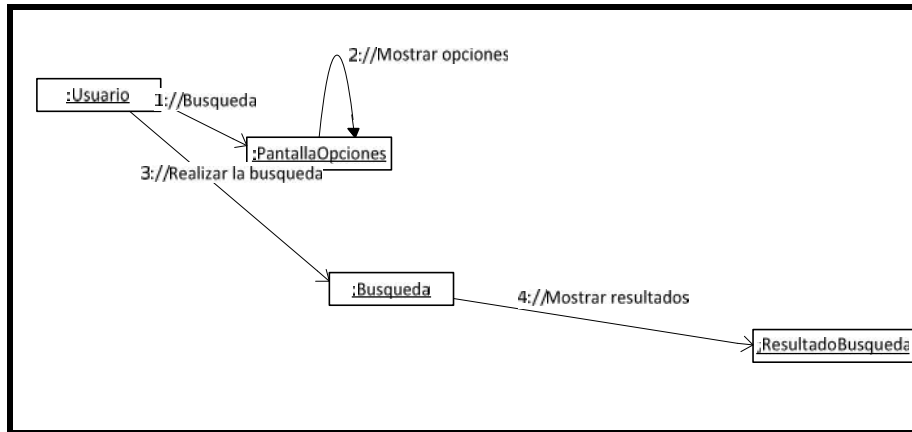 2://Mostrar opciones
:Usuario
1://Busqueda
:PantallaOpciones
3://Realizar la busqueda
:Busqueda
4://Mostrar resultados
:ResultadoBusqueda